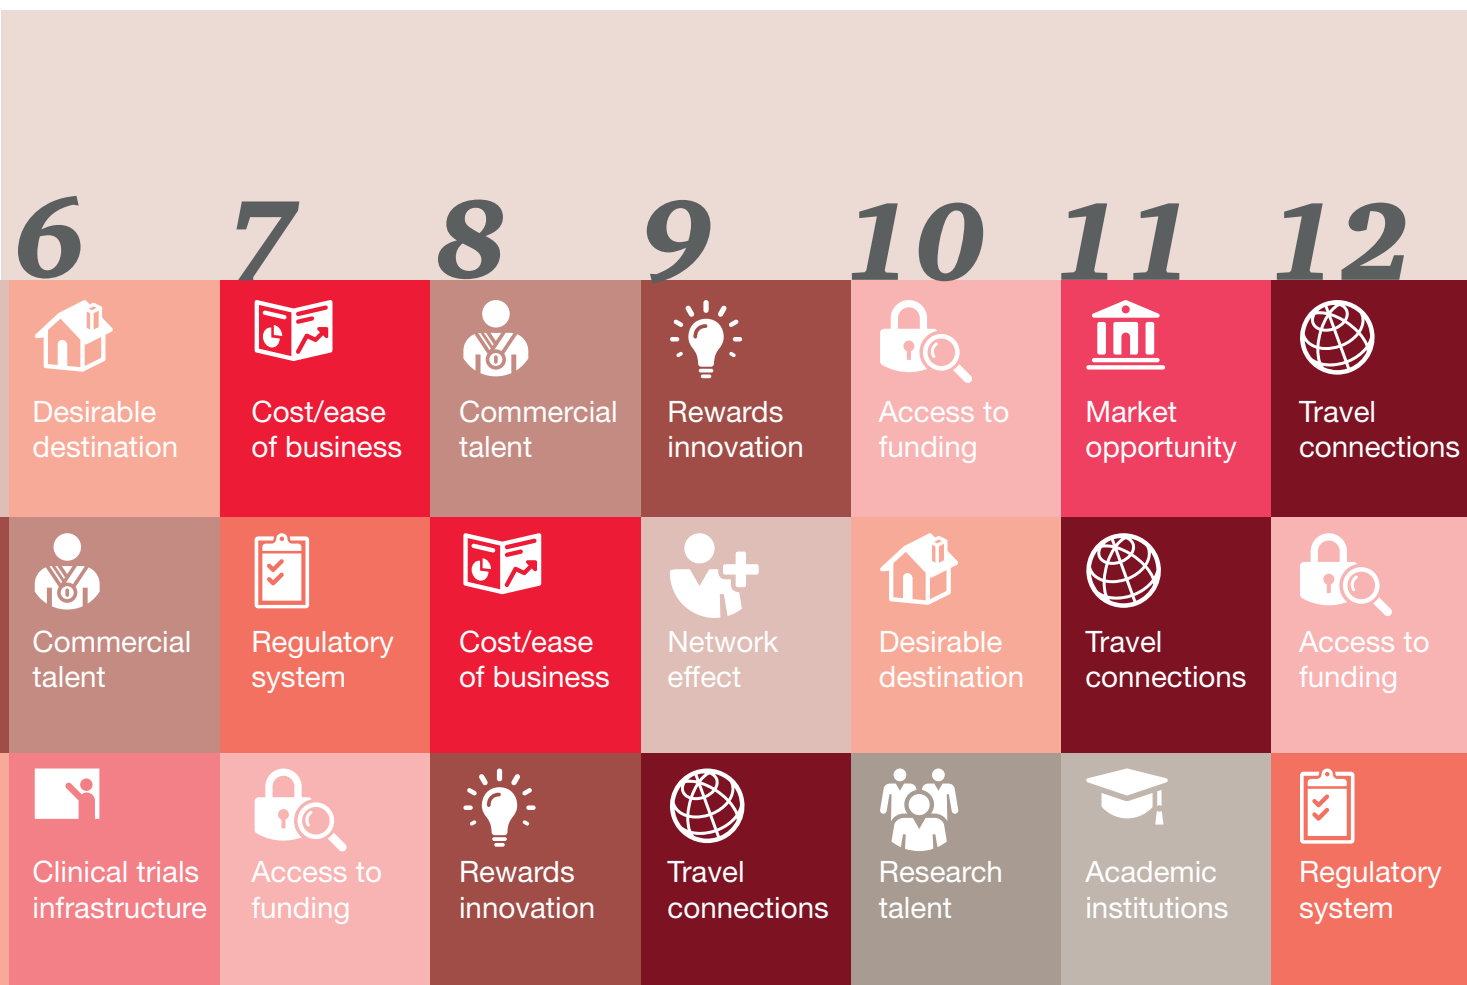 6 7 8 9 10 11 12
Desirable
destination
Cost/ease
of business
Commercial
talent
Rewards
innovation
Access to
funding
Market
opportunity
Travel
connections
Commercial
talent
Regulatory
system
Cost/ease
of business
Network
effect
Desirable
destination
Travel
connections
Access to
funding
Clinical trials
infrastructure
Access to
funding
Rewards
innovation
Travel
connections
Research
talent
Academic
institutions
Regulatory
system